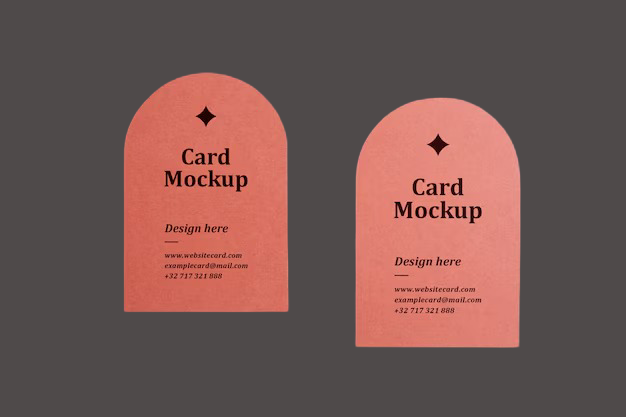 Card
Mockup
Design here
www.websitecard.com
examplecard@mail.com
+32 717 321 888
Card
Mockup
Design here
www.websitecard.com
examplecard@mail.com
+32 717 321 888